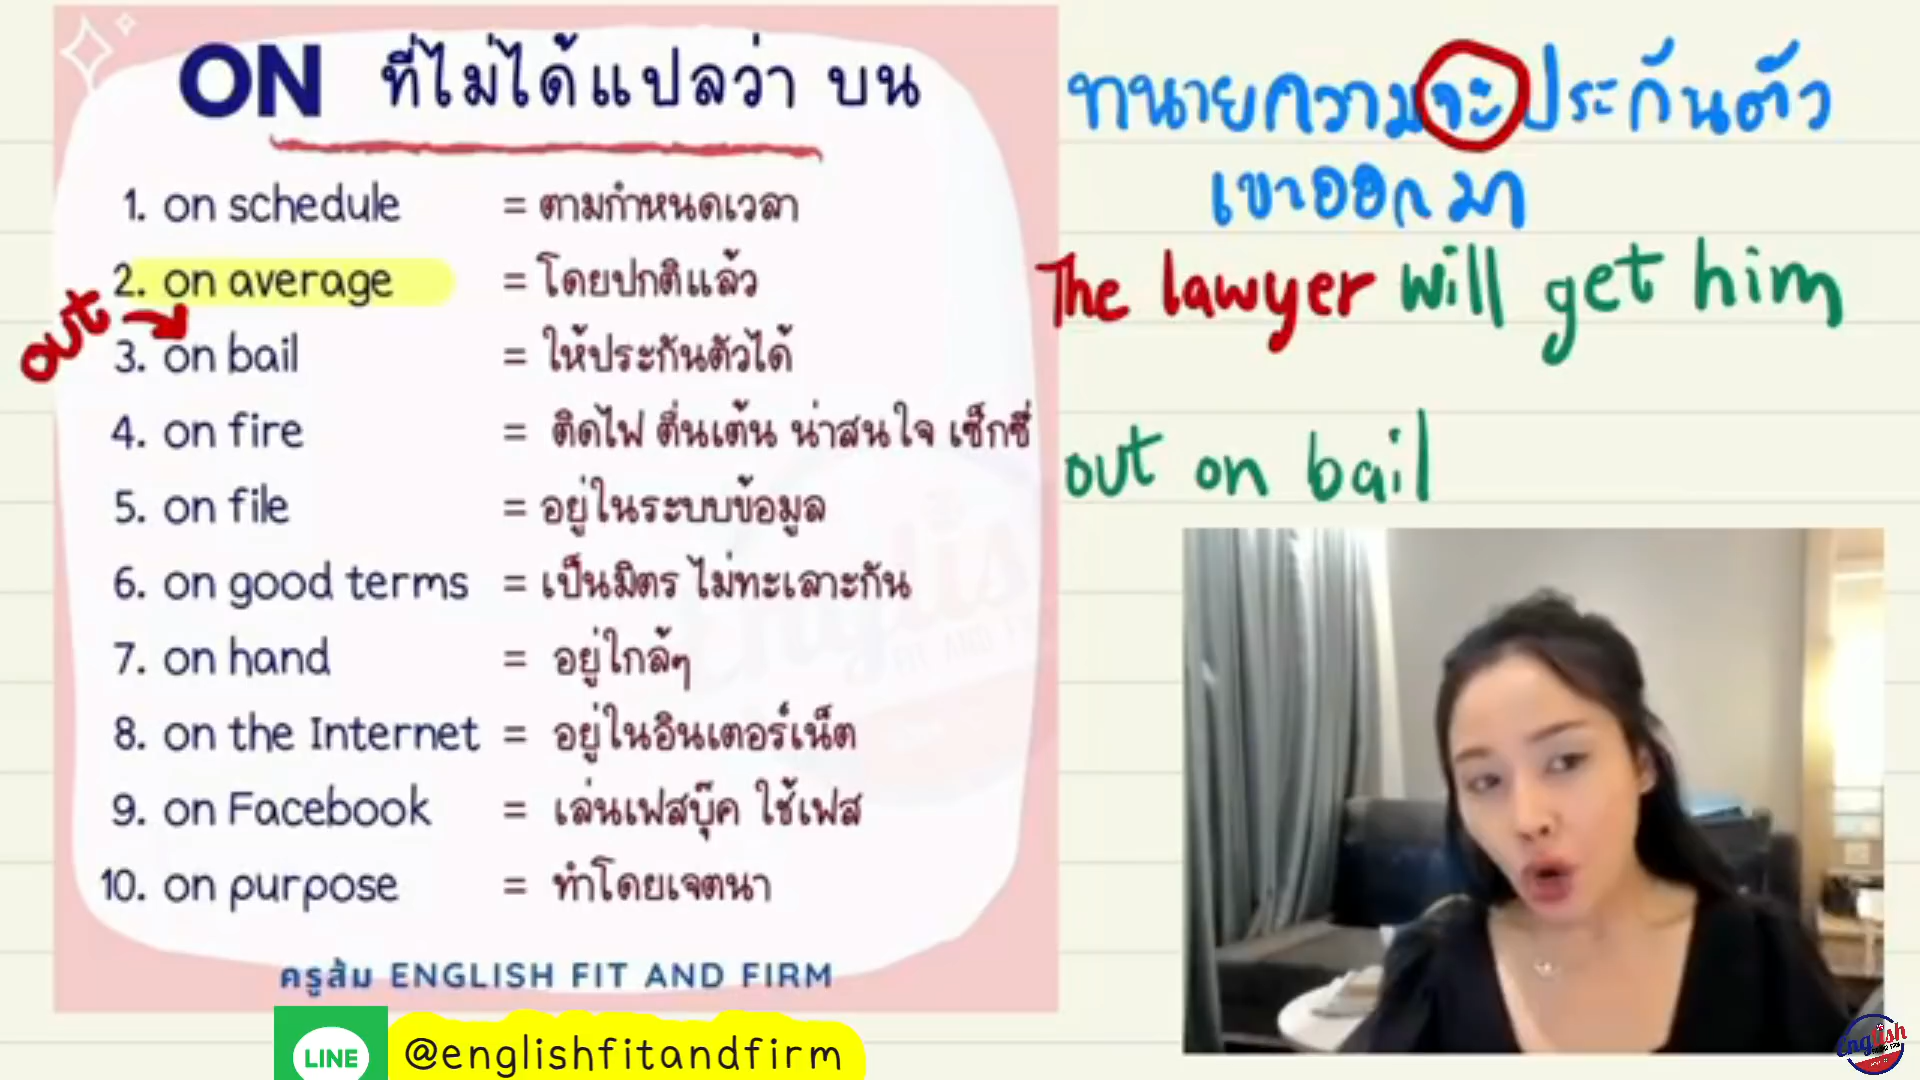 ON ที่ไม่ได้แปลว่า บน
1. on schedule = ตามกำหนดเวลา
2. on average = โดยปกติแล้ว
out
3. on bail = ให้ประกันตัวได้
4. on fire = ติดไฟ ตื่นเต้น น่าสนใจ เซ็กซี่
5. on file = อยู่ในระบบข้อมูล
6. on good terms = เป็นมิตร ไม่ทะเลาะกัน
7. on hand = อยู่ใกล้ๆ
8. on the Internet = อยู่ในอินเตอร์เน็ต
9. on Facebook = เล่นเฟสบุ๊ค ใช้เฟส
10. on purpose = ทำโดยเจตนา
ครูส้ม ENGLISH FIT AND FIRM
LINE @englishfitandfirm
ทนายความจะประกันตัว
เขาออกมา
The lawyer will get him
out on bail
English